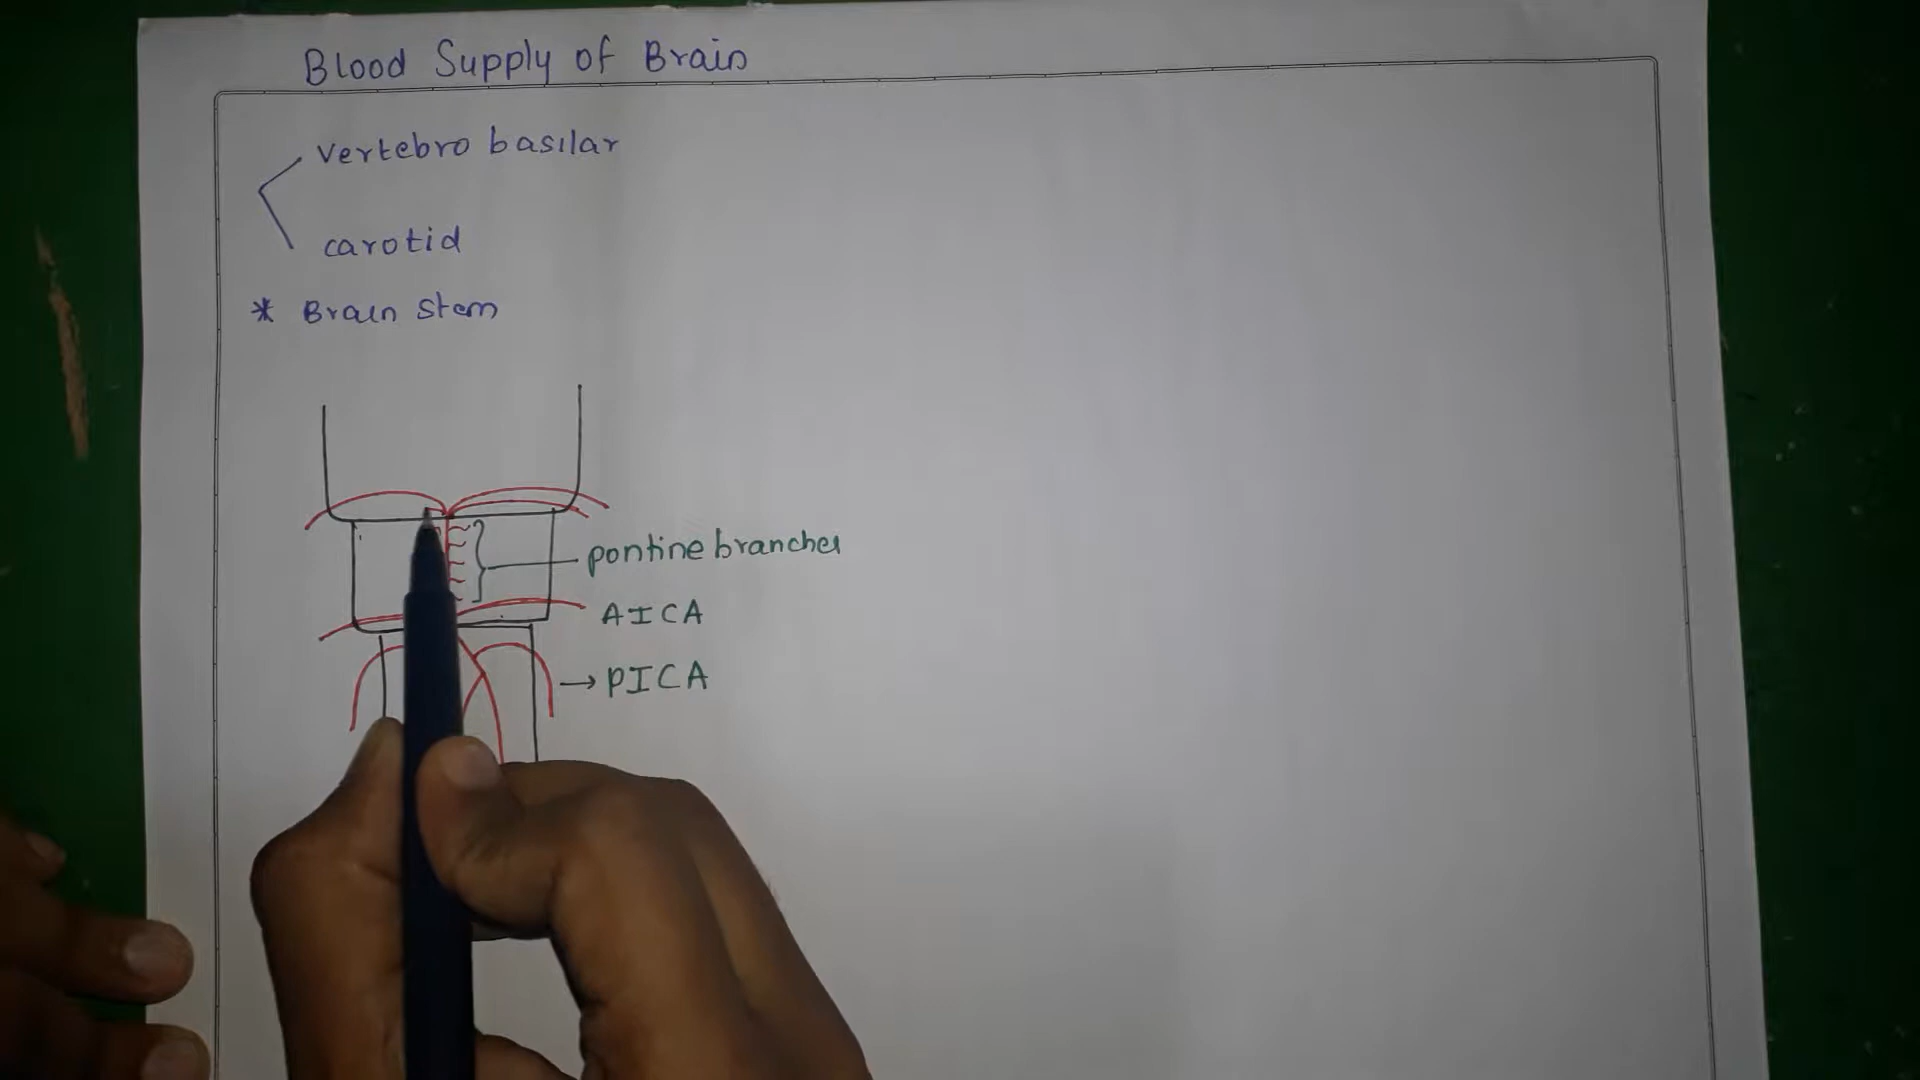 Blood Supply of Brain
vertebro basilar
carotid
* Brain Stem
pontine branches
AICA
→ PICA